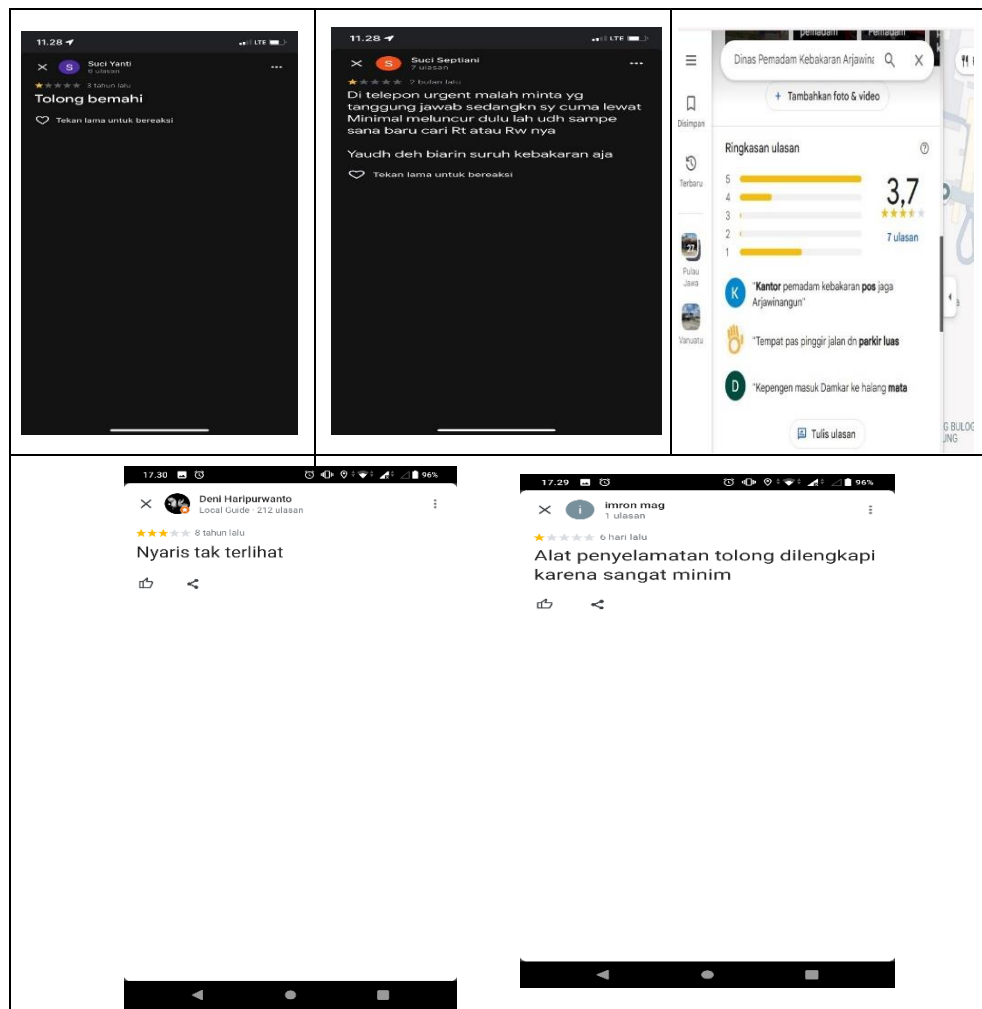 11.28
LTE
S
Suci Yanti
6 ulasan
3 tahun lalu
Tolong bemahi
Tekan lama untuk bereaksi
11.28
LTE
S
Suci Septiani
7 ulasan
2 bulan lalu
Di telepon urgent malah minta yg
tanggung jawab sedangkn sy cuma lewat
Minimal meluncur dulu lah udh sampe
sana baru cari Rt atau Rw nya
Yaudh deh biarin suruh kebakaran aja
Tekan lama untuk bereaksi
pemadam
Pemadam
Dinas Pemadam Kebakaran Arjawina
X
+ Tambahkan foto & video
Disimpan
Ringkasan ulasan
Terbaru
5
4
3
2
1
3,7
7 ulasan
27
Pulau
Jawa
K
"Kantor pemadam kebakaran pos jaga
Arjawinangun"
Vanuatu
"Tempat pas pinggir jalan dn parkir luas
D
"Kepengen masuk Damkar ke halang mata
G BULOG
Tulis ulasan
17.30
96%
Deni Haripurwanto
Local Guide · 212 ulasan
8 tahun lalu
Nyaris tak terlihat
17.29
96%
i
imron mag
1 ulasan
6 hari lalu
Alat penyelamatan tolong dilengkapi
karena sangat minim